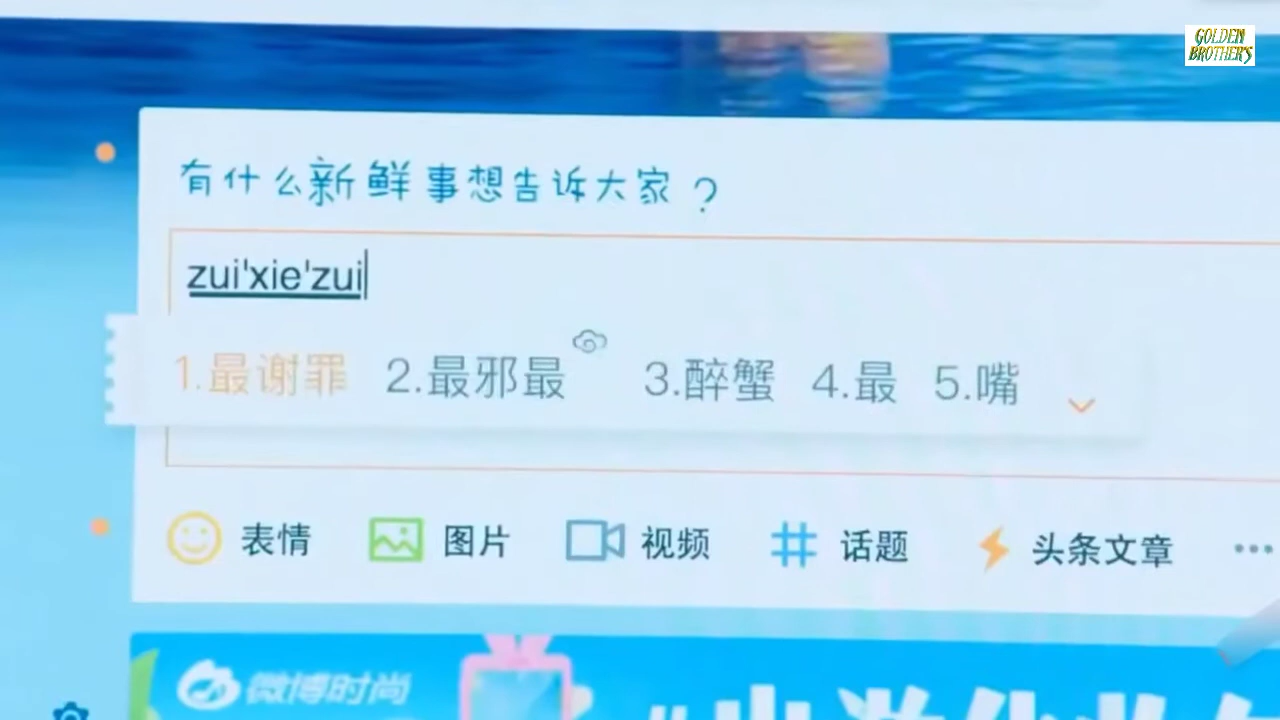 GOLDEN
BROTHER'S
有什么新鲜事想告诉大家？
zui'xie'zui
1.最谢罪 2.最邪最 3.醉蟹 4.最 5.嘴
表情 图片 视频 话题 头条文章 ...
微博时尚